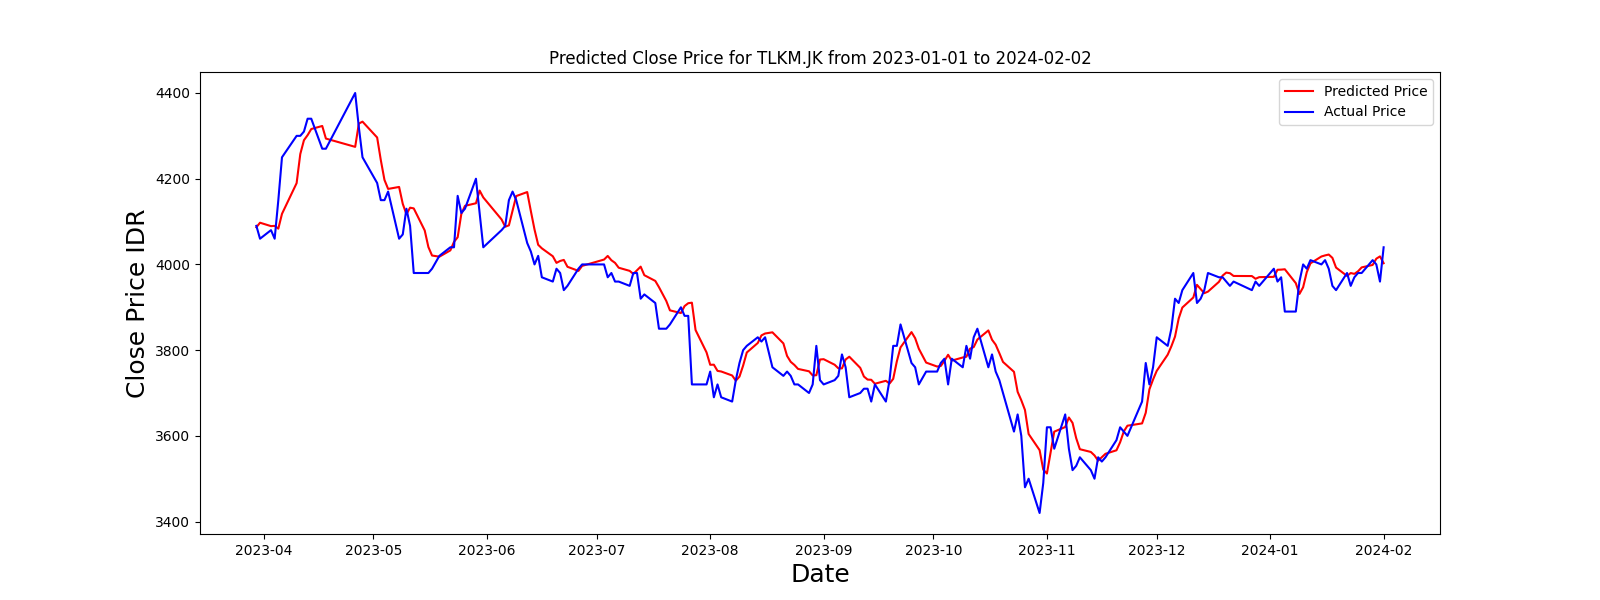 Predicted Close Price for TLKM.JK from 2023-01-01 to 2024-02-02
Predicted Price
Actual Price
Close Price IDR
4400
4200
4000
3800
3600
3400
2023-04 2023-05 2023-06 2023-07 2023-08 2023-09 2023-10 2023-11 2023-12 2024-01 2024-02
Date